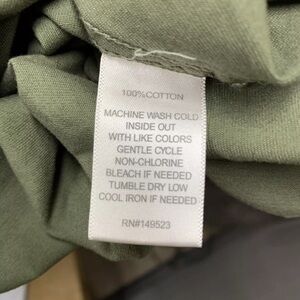 100%COTTON
MACHINE WASH COLD
INSIDE OUT
WITH LIKE COLORS
GENTLE CYCLE
NON-CHLORINE
BLEACH IF NEEDED
TUMBLE DRY LOW
COOL IRON IF NEEDED
RN#149523